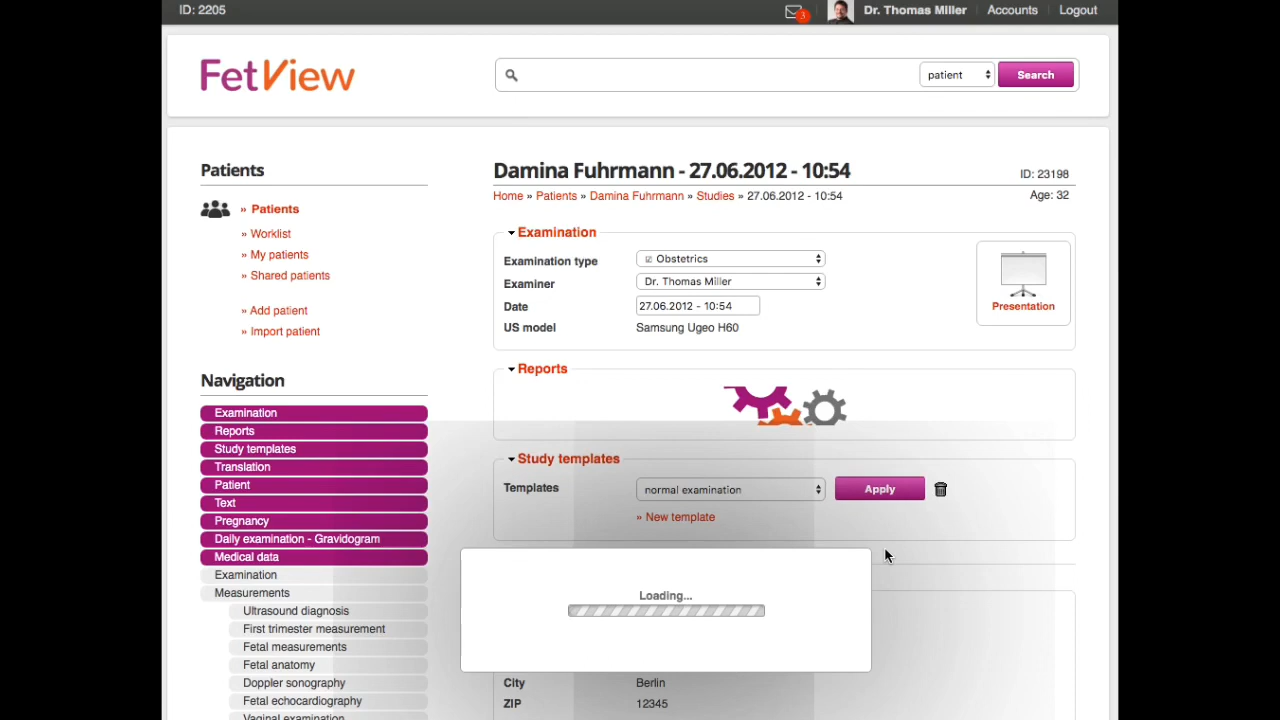 ID: 2205
3
Dr. Thomas Miller
Accounts
Logout
FetView
patient
Search
Patients
» Patients
» Worklist
» My patients
» Shared patients
» Add patient
» Import patient
Navigation
Examination
Reports
Study templates
Translation
Patient
Text
Pregnancy
Daily examination - Gravidogram
Medical data
Examination
Measurements
Ultrasound diagnosis
First trimester measurement
Fetal measurements
Fetal anatomy
Doppler sonography
Fetal echocardiography
Vaginal examination
Damina Fuhrmann - 27.06.2012 - 10:54
ID: 23198
Home » Patients » Damina Fuhrmann » Studies » 27.06.2012 - 10:54
Age: 32
Examination
Examination type
Obstetrics
Examiner
Dr. Thomas Miller
Date
27.06.2012 - 10:54
US model
Samsung Ugeo H60
Presentation
Reports
Study templates
Templates
normal examination
Apply
» New template
Loading...
City
Berlin
ZIP
12345